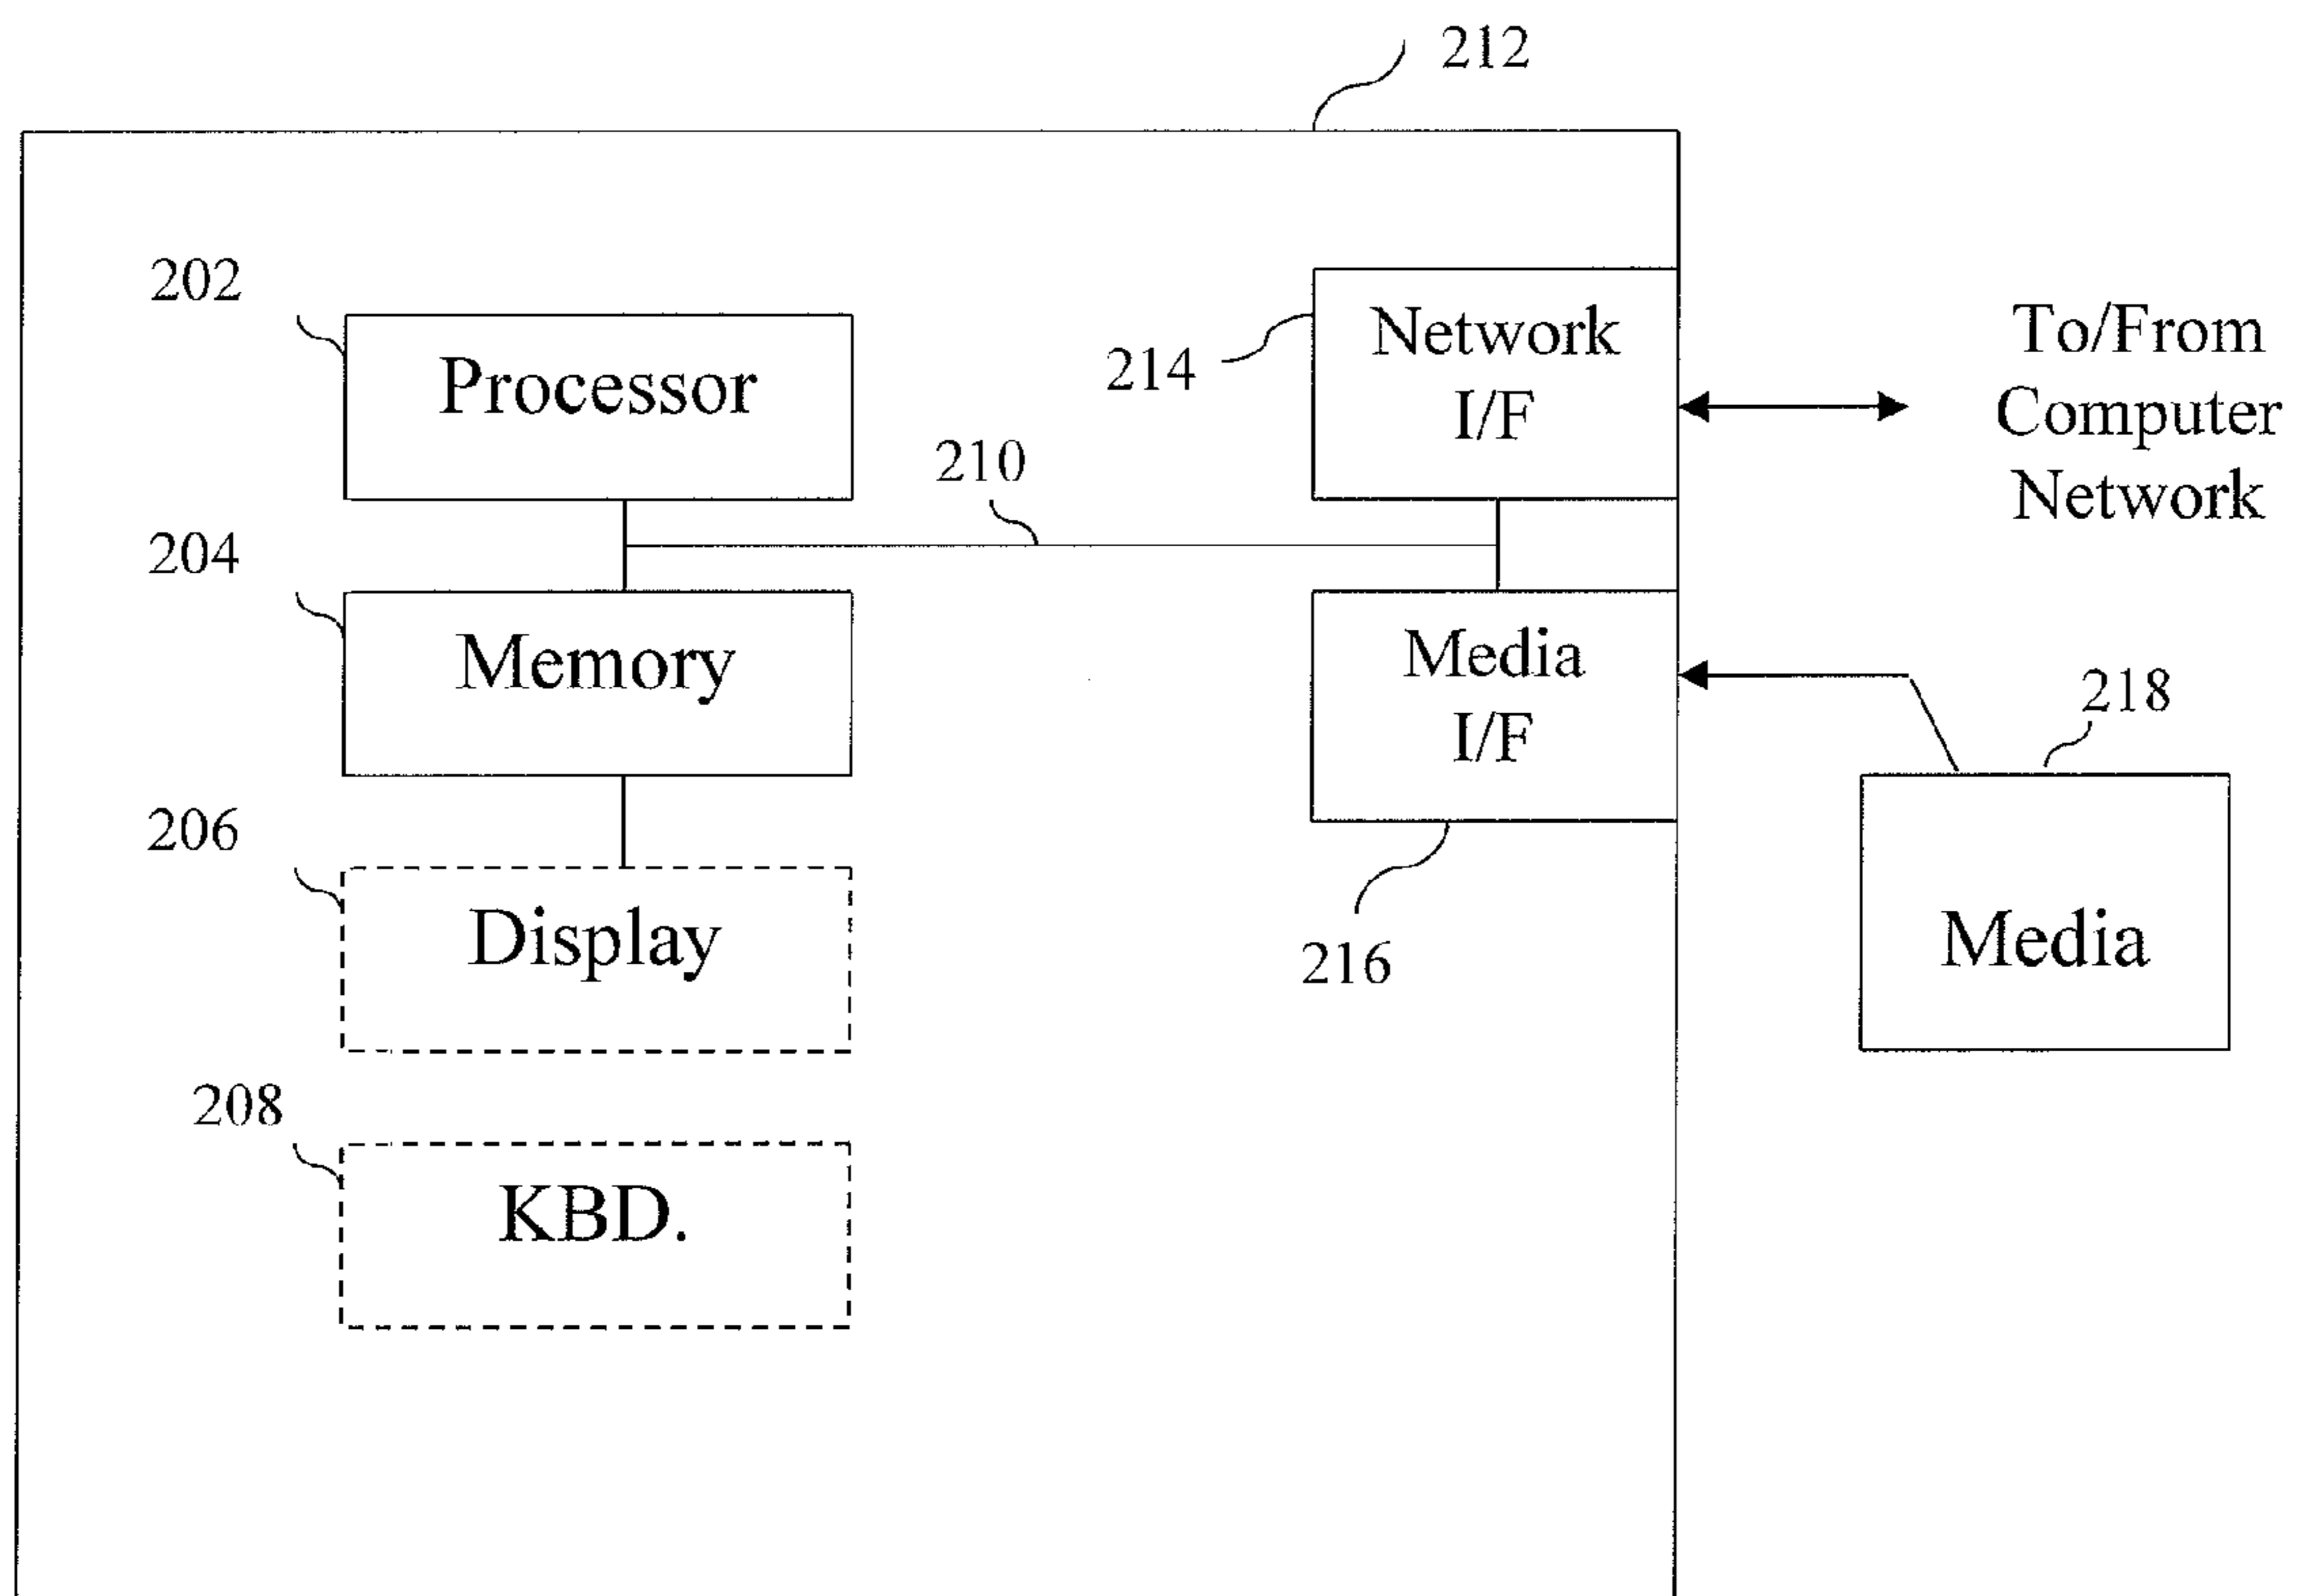 212
202
Processor
214
Network
I/F
To/From
Computer
Network
210
204
Memory
Media
I/F
218
206
Display
216
Media
208
KBD.